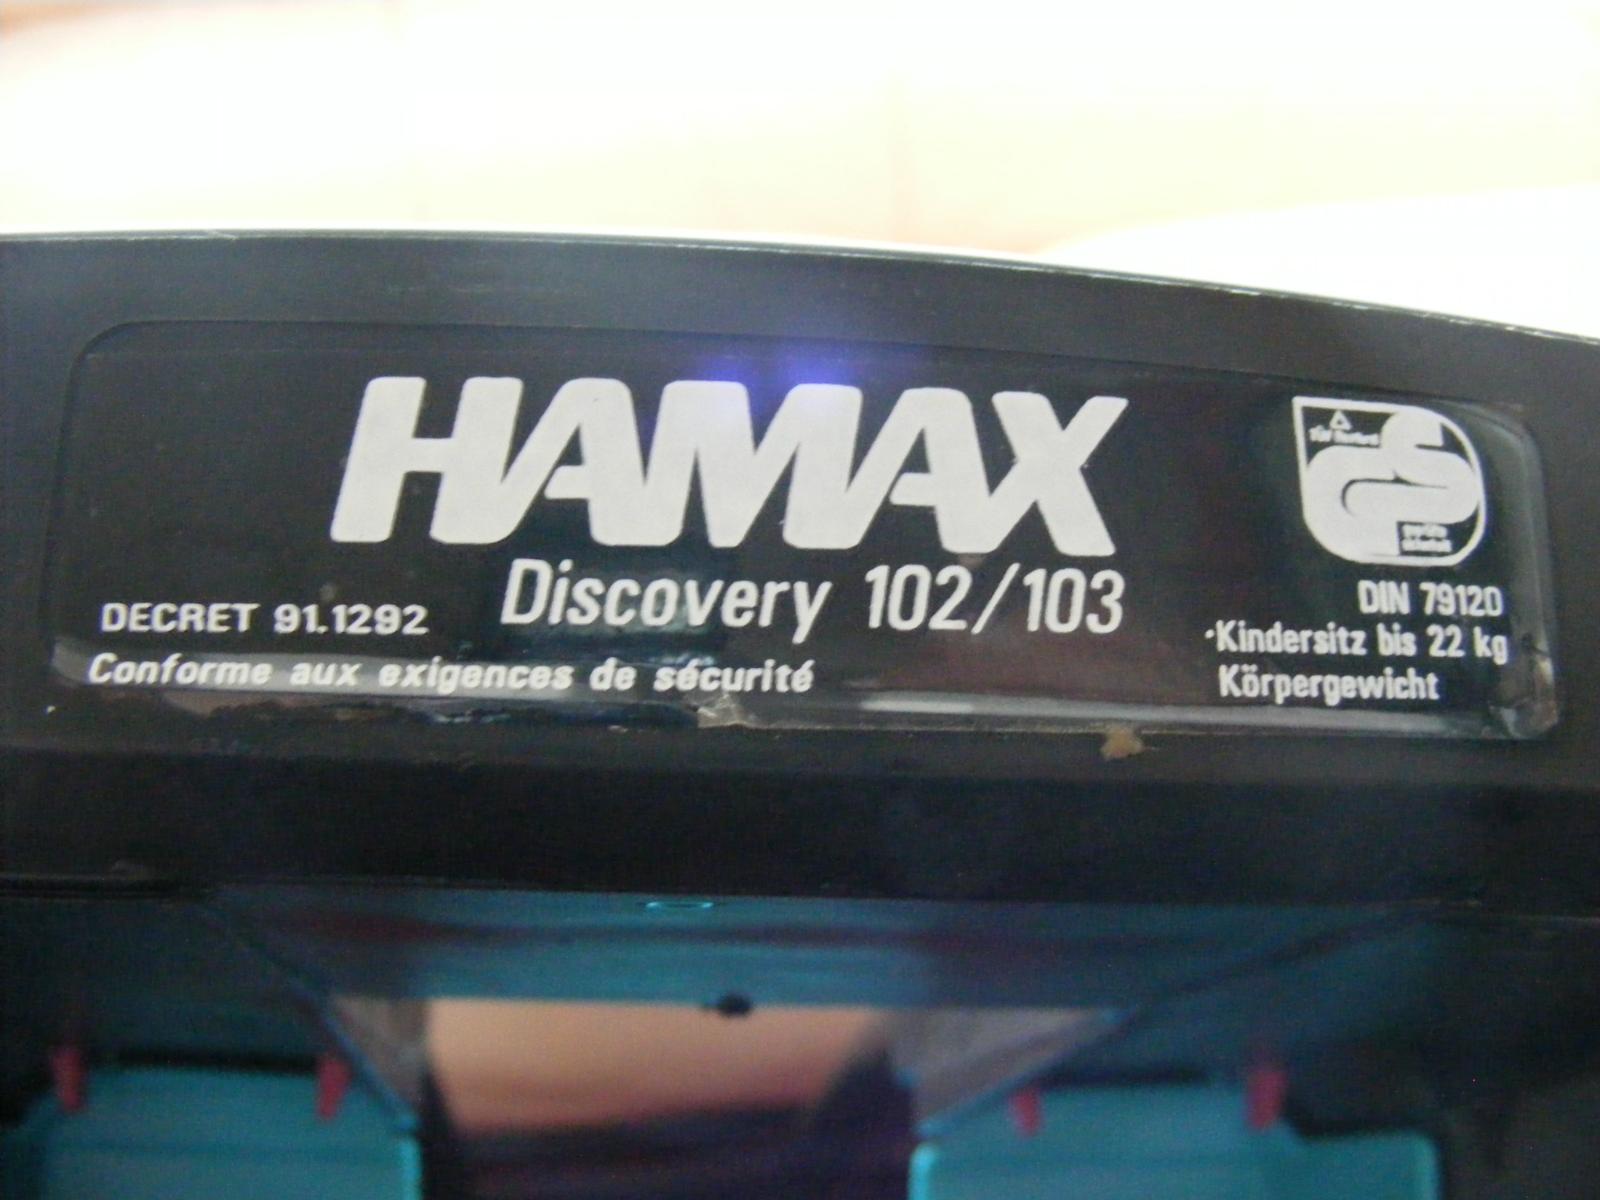 HAMAX
Discovery 102/103
DECRET 91.1292
Conforme aux exigences de sécurité
GS
DIN 79120
Kindersitz bis 22 kg
Körpergewicht